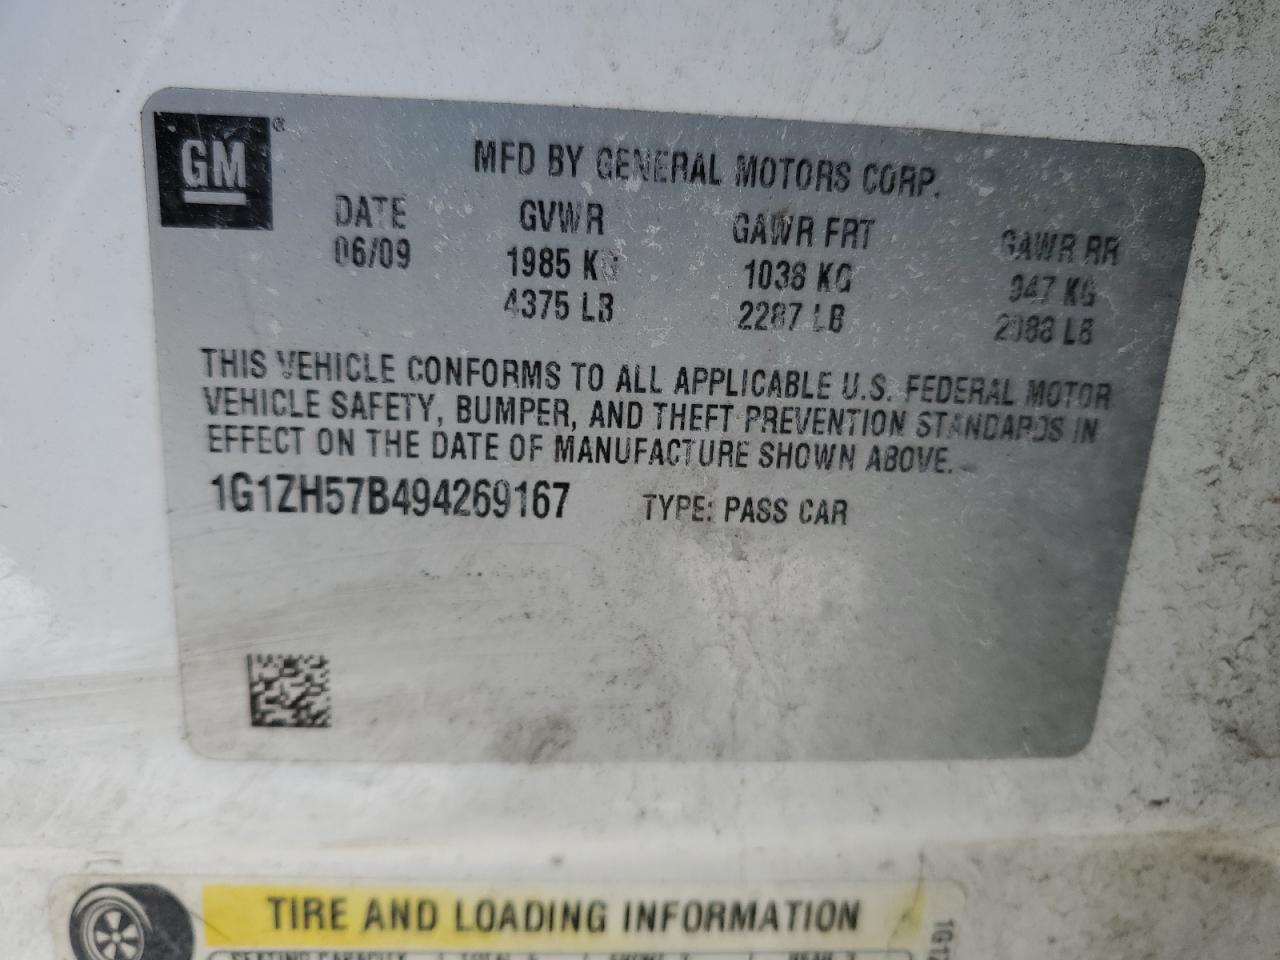 GM
MFD BY GENERAL MOTORS CORP.
DATE GVWR GAWR FRT GAWR RR
06/09 1985 KG 1038 KG 947 KG
4375 LB 2287 LB 2088 LB
THIS VEHICLE CONFORMS TO ALL APPLICABLE U.S. FEDERAL MOTOR
VEHICLE SAFETY, BUMPER, AND THEFT PREVENTION STANDARDS IN
EFFECT ON THE DATE OF MANUFACTURE SHOWN ABOVE.
1G1ZH57B494269167 TYPE: PASS CAR
TIRE AND LOADING INFORMATION